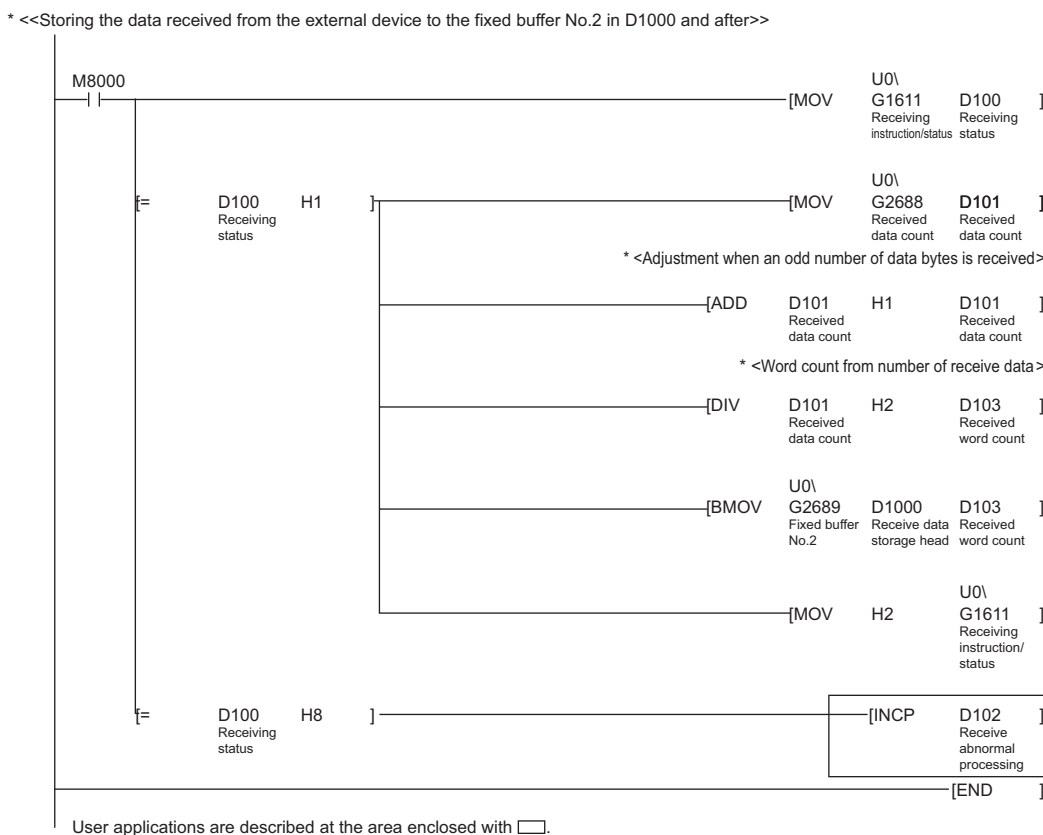 * <<Storing the data received from the external device to the fixed buffer No.2 in D1000 and after>>
M8000
U0\
[MOV G1611 D100 ]
Receiving Receiving
instruction/status status
U0\
[= D100 H1 ] [MOV G2688 D101 ]
Receiving Received Received
status data count data count
* <Adjustment when an odd number of data bytes is received>
[ADD D101 H1 D101 ]
Received Received
data count data count
* <Word count from number of receive data>
[DIV D101 H2 D103 ]
Received Received
data count word count
U0\
[BMOV G2689 D1000 D103 ]
Fixed buffer Receive data Received
No.2 storage head word count
U0\
[MOV H2 G1611 ]
Receiving
instruction/
status
[= D100 H8 ] [INCP D102 ]
Receiving Receive
status abnormal
processing
[END ]
User applications are described at the area enclosed with .